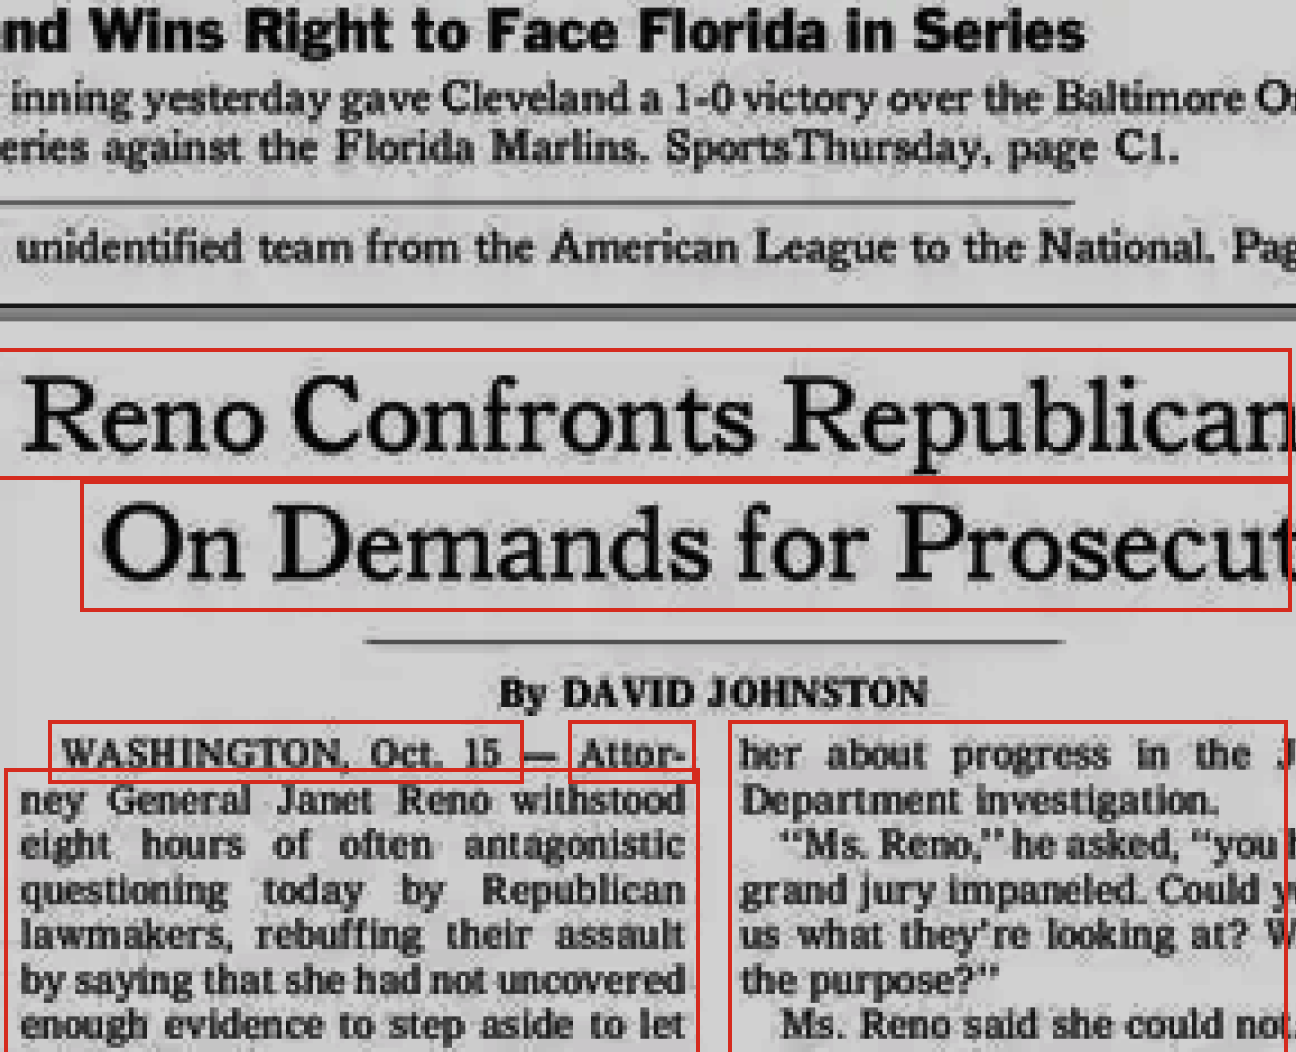 nd Wins Right to Face Florida in Series
inning yesterday gave Cleveland a 1-0 victory over the Baltimore Or
eries against the Florida Marlins. SportsThursday, page C1.
unidentified team from the American League to the National. Pag
Reno Confronts Republican
On Demands for Prosecut
By DAVID JOHNSTON
WASHINGTON, Oct. 15 — Attor-
ney General Janet Reno withstood
eight hours of often antagonistic
questioning today by Republican
lawmakers, rebuffing their assault
by saying that she had not uncovered
enough evidence to step aside to let
her about progress in the J
Department investigation.
“Ms. Reno,” he asked, “you h
grand jury impaneled. Could y
us what they’re looking at? W
the purpose?”
Ms. Reno said she could not